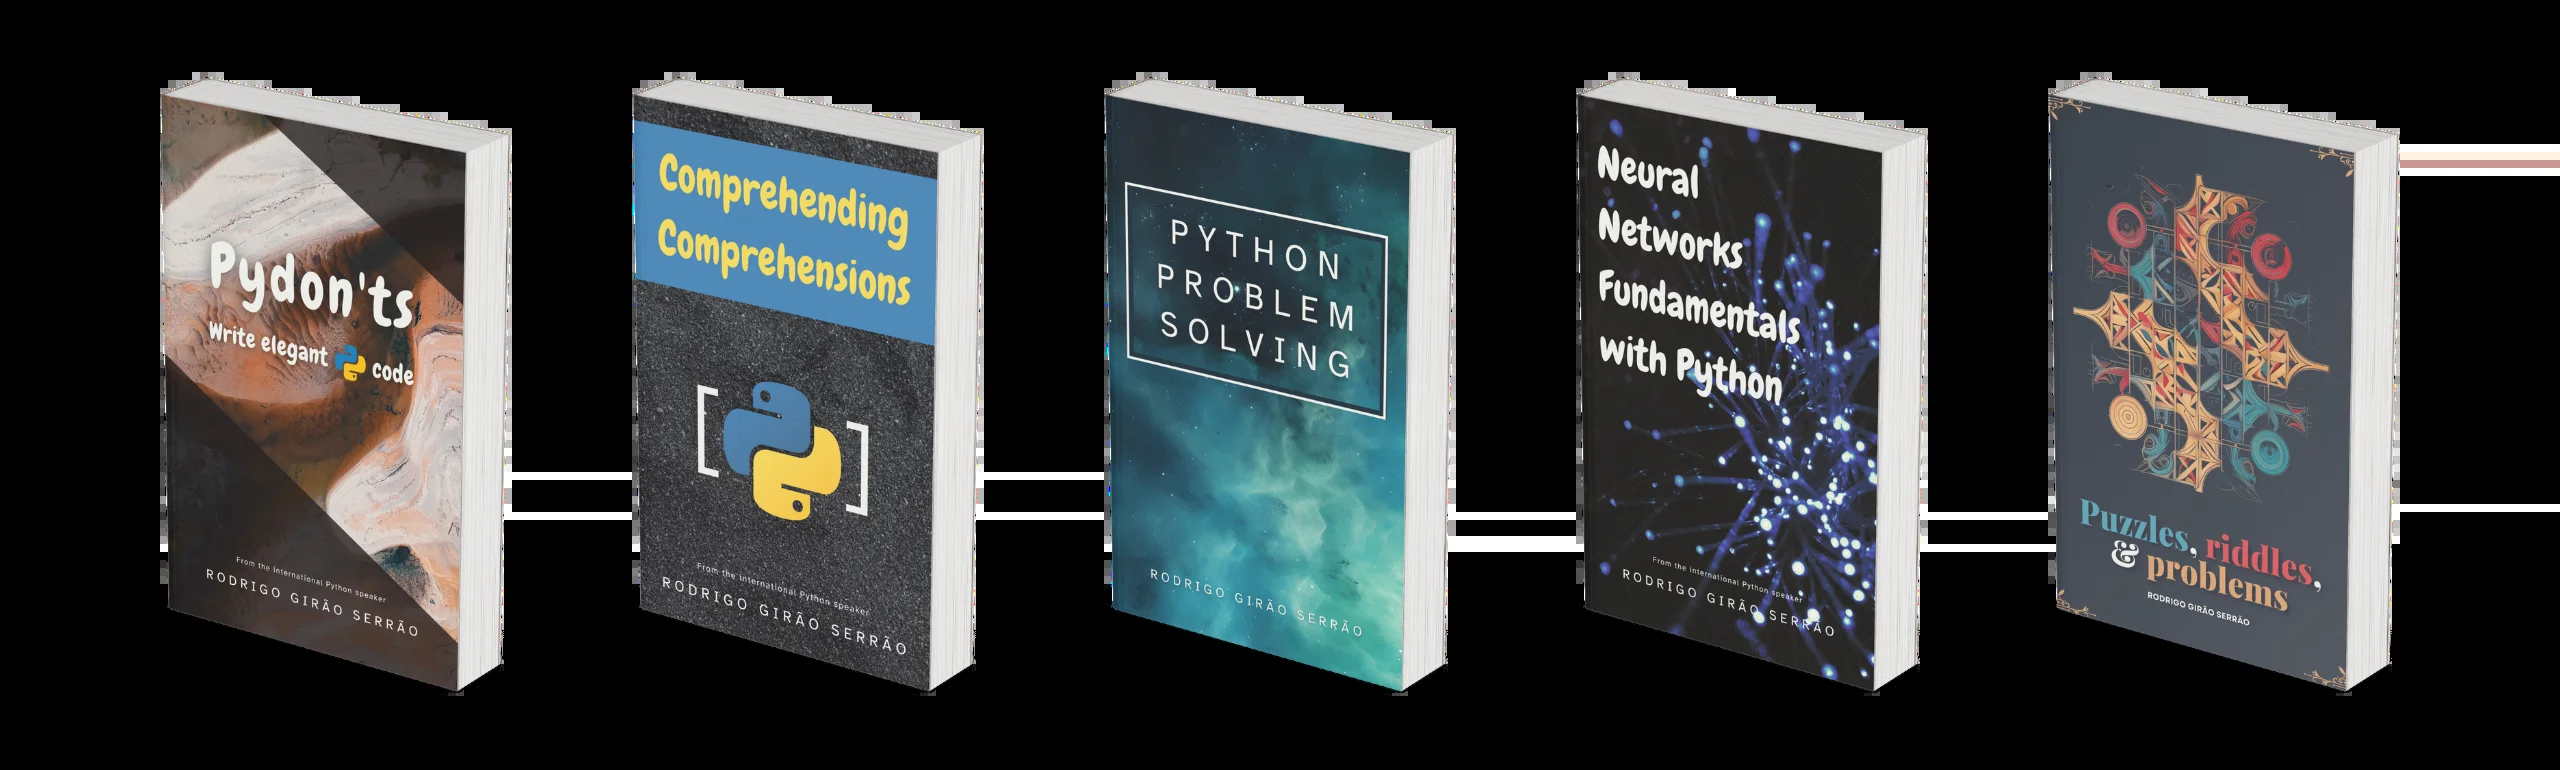 Pydon'ts
Write elegant code
From the international Python speaker
RODRIGO GIRÃO SERRÃO
Comprehending
Comprehensions
[ ]
From the international Python speaker
RODRIGO GIRÃO SERRÃO
PYTHON
PROBLEM
SOLVING
RODRIGO GIRÃO SERRÃO
Neural
Networks
Fundamentals
with Python
From the international Python speaker
RODRIGO GIRÃO SERRÃO
Puzzles, riddles,
& problems
RODRIGO GIRÃO SERRÃO